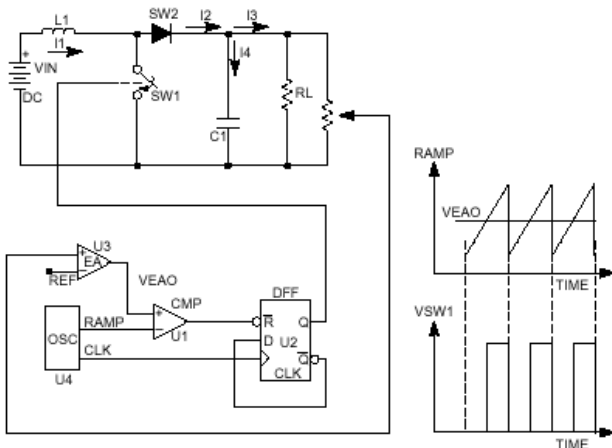 L1
I1
SW2
I2
I3
I4
VIN
DC
SW1
C1
RL
U3
EA
REF
VEAO
CMP
U1
RAMP
CLK
OSC
U4
DFF
R
Q
D
U2
Q
CLK
RAMP
VEAO
TIME
VSW1
TIME
+
+
−
+
−